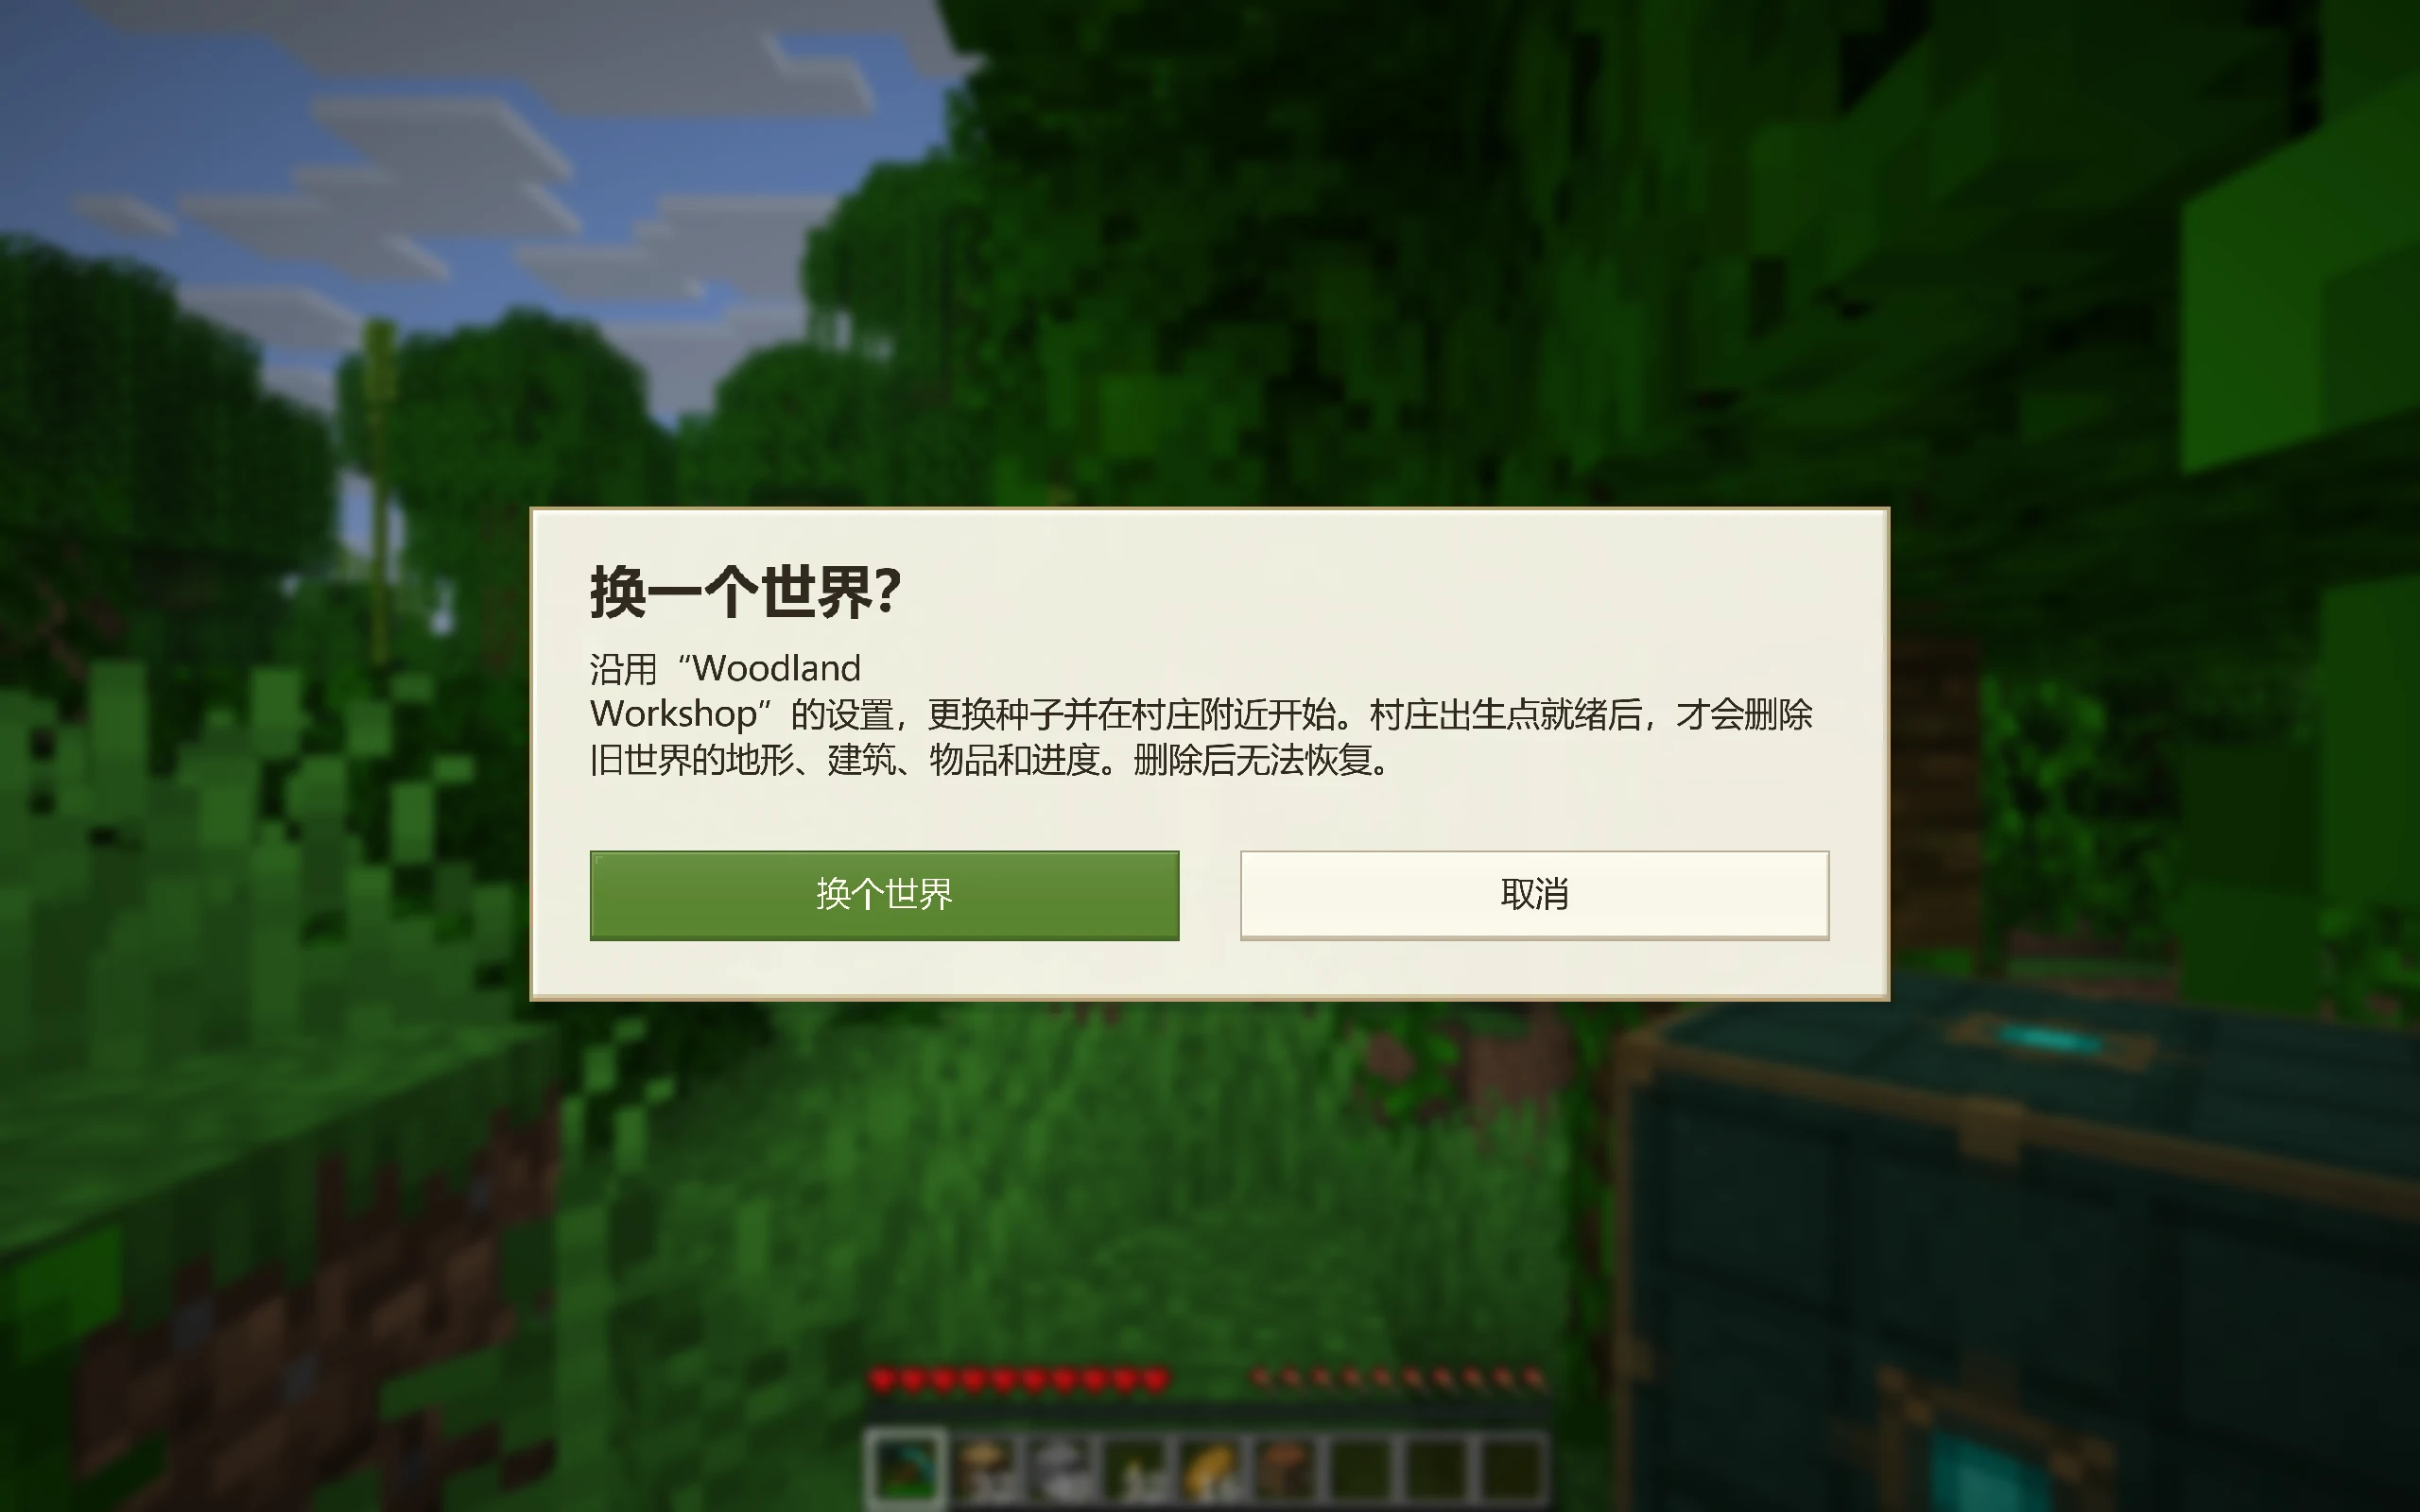 换一个世界？
沿用“Woodland
Workshop”的设置，更换种子并在村庄附近开始。村庄出生点就绪后，才会删除
旧世界的地形、建筑、物品和进度。删除后无法恢复。
换个世界
取消